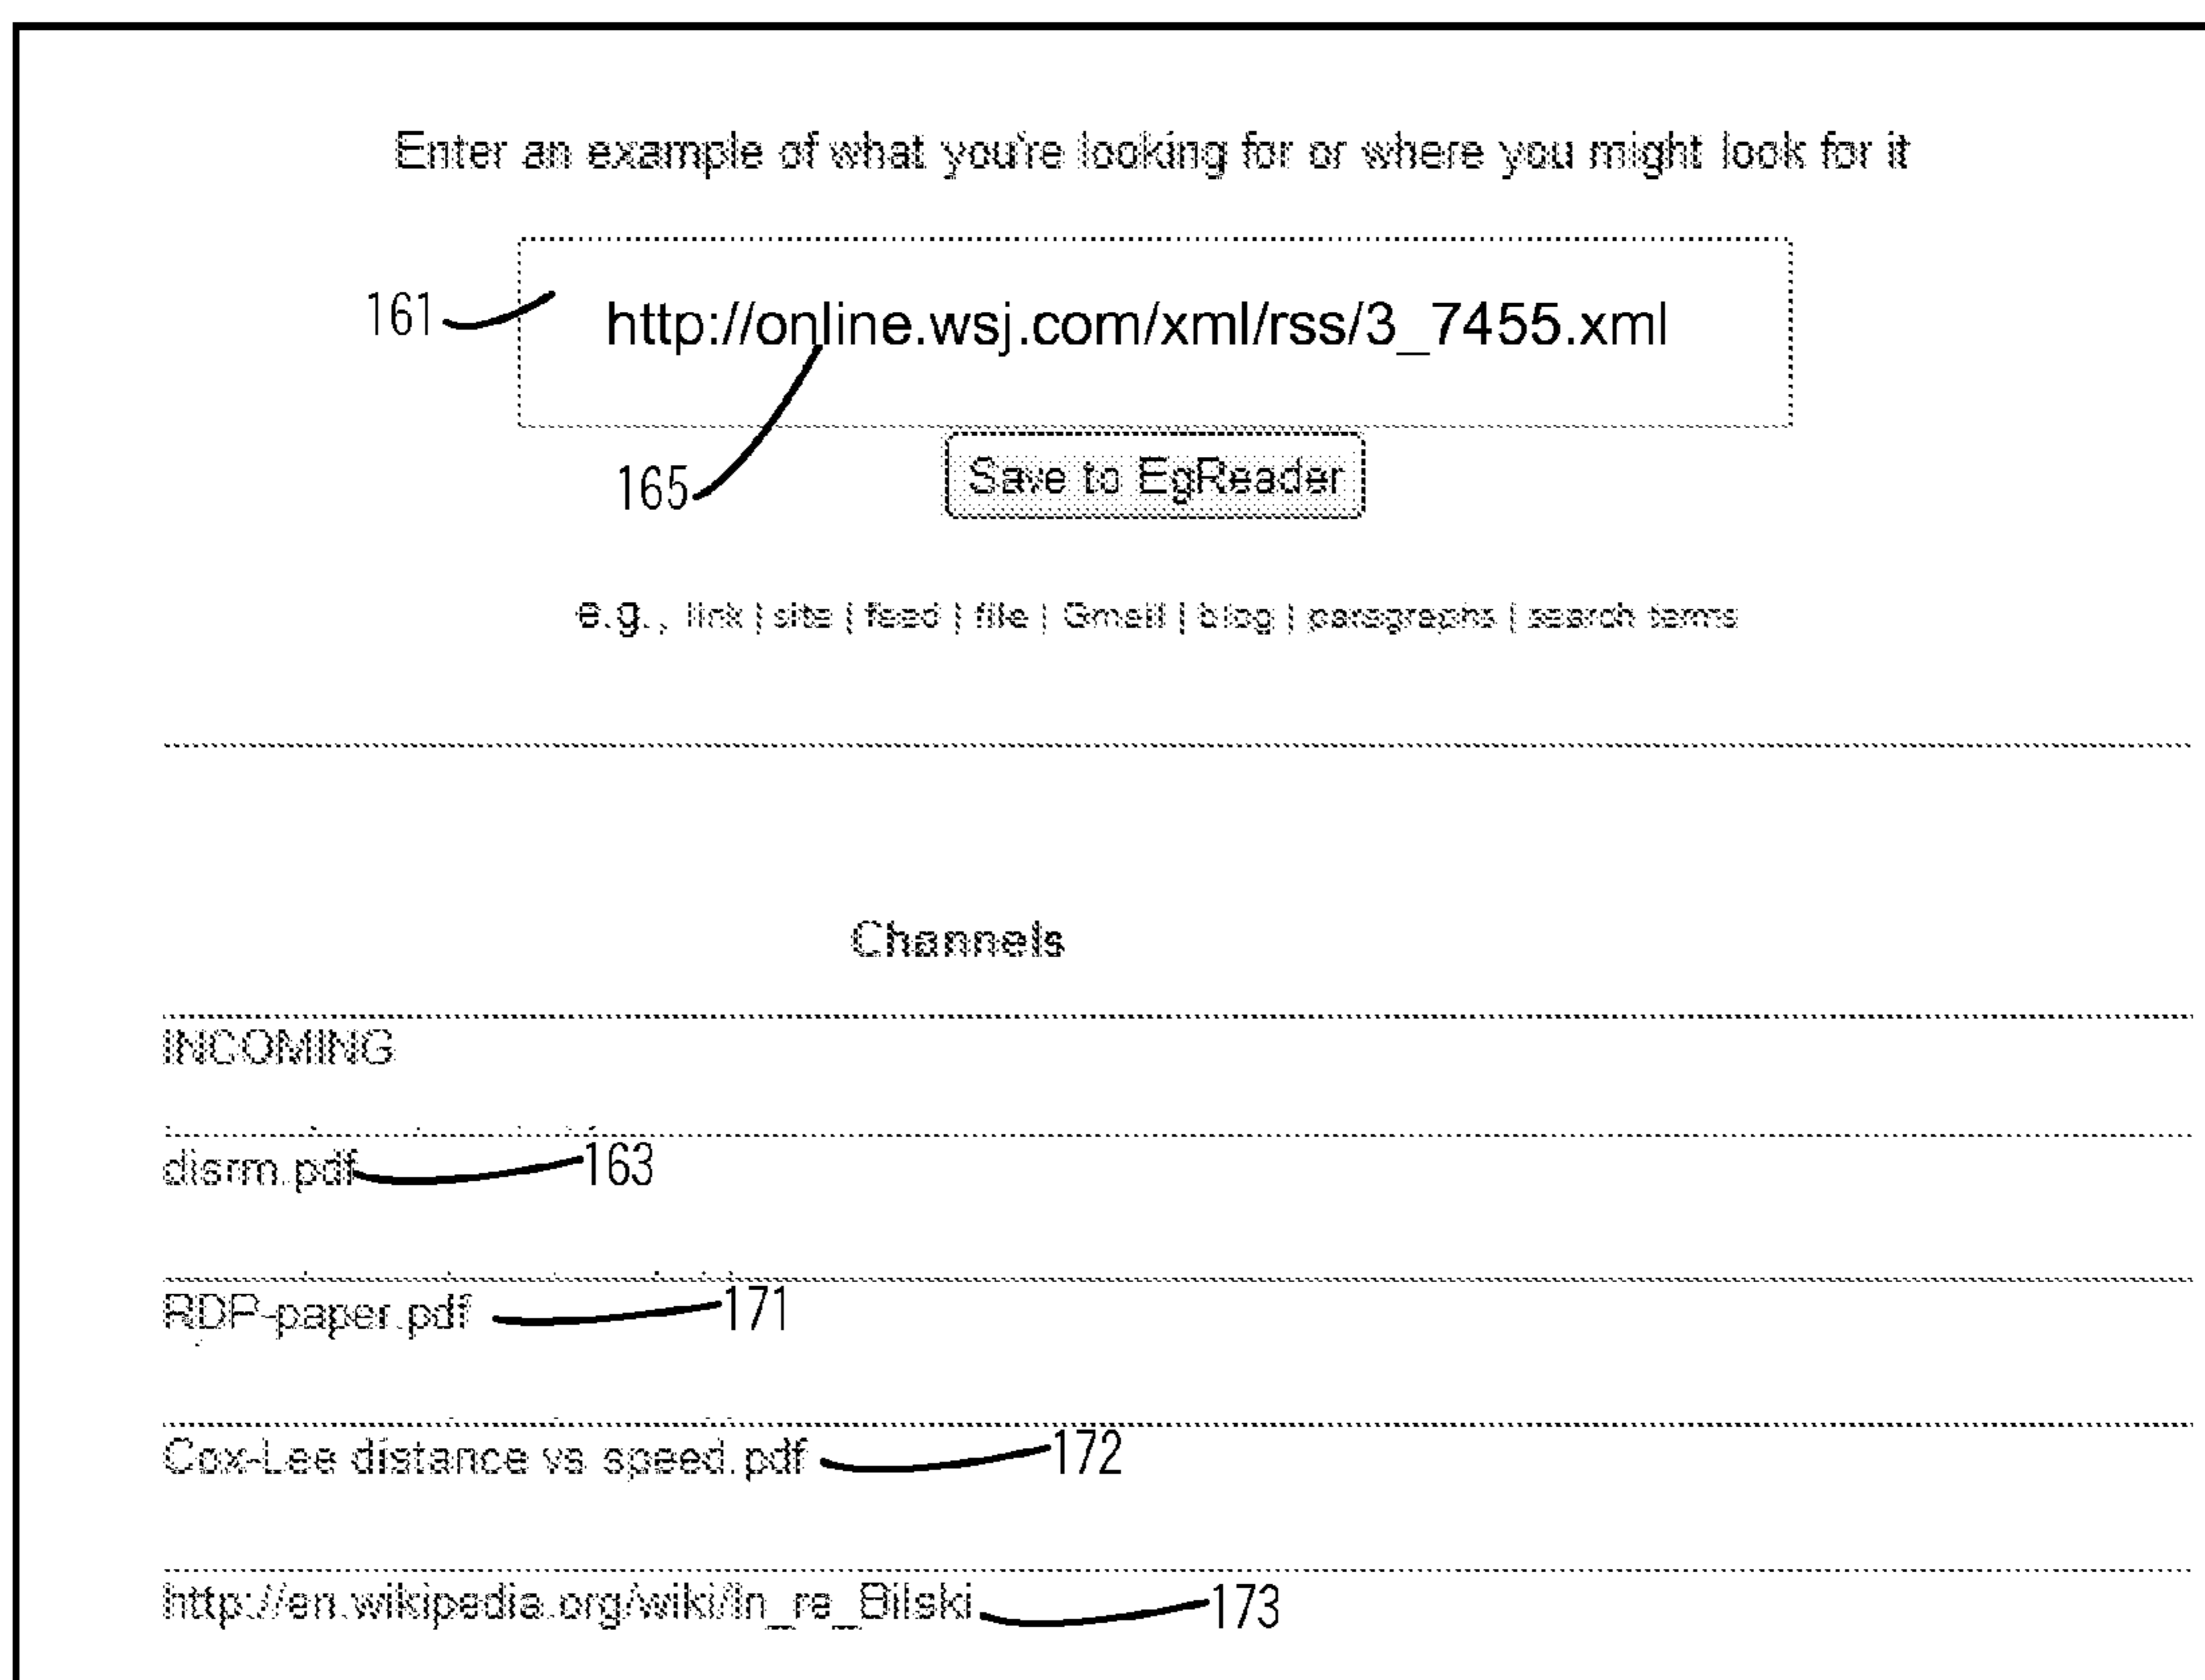 Enter an example of what you're looking for or where you might look for it
161
http://online.wsj.com/xml/rss/3_7455.xml
165
Save to EgReader
e.g., link | site | feed | file | Gmail | blog | paragraphs | search terms
Channels
INCOMING
disrm.pdf 163
RDP-paper.pdf 171
Cox-Lee distance vs speed.pdf 172
http://en.wikipedia.org/wiki/In_re_Bilski 173